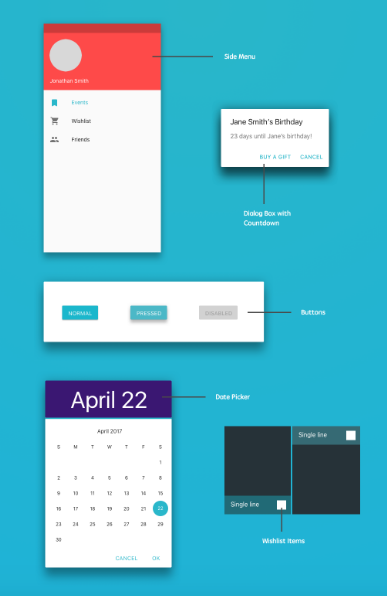 Side Menu
Jonathan Smith
Events
Wishlist
Friends
Jane Smith's Birthday
23 days until Jane's birthday!
BUY A GIFT CANCEL
Dialog Box with
Countdown
NORMAL PRESSED DISABLED
Buttons
April 22
Date Picker
April 2017
S M T W T F S
1
2 3 4 5 6 7 8
9 10 11 12 13 14 15
16 17 18 19 20 21 22
23 24 25 26 27 28 29
30
CANCEL OK
Single line
Single line
Wishlist Items